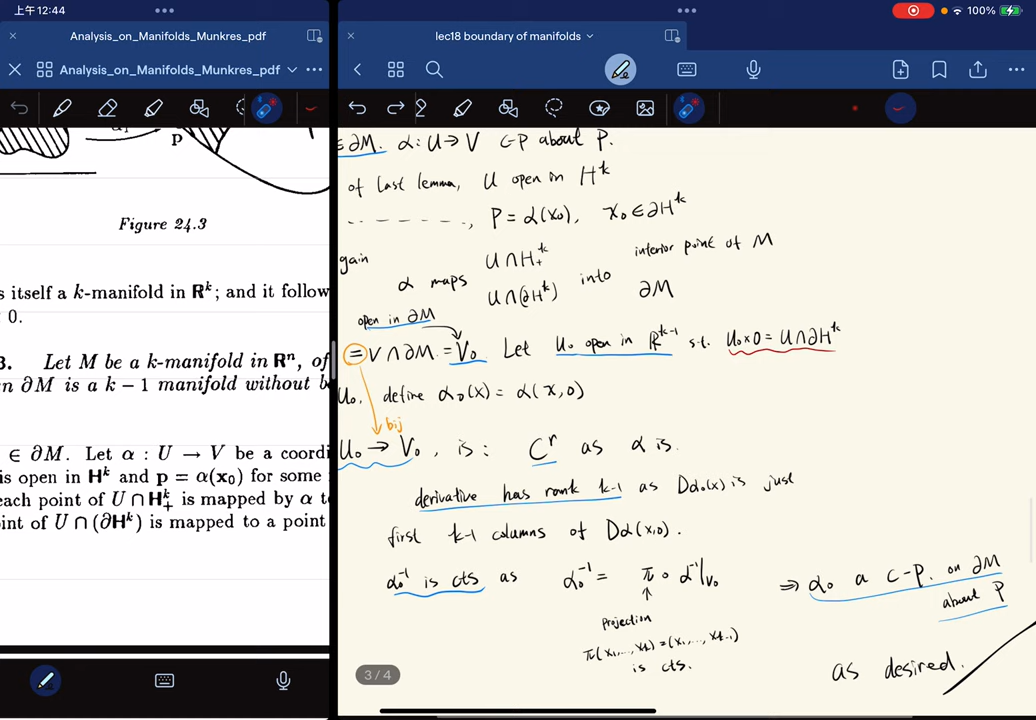 上午12:44
100%
Analysis_on_Manifolds_Munkres_pdf
Analysis_on_Manifolds_Munkres_pdf
p
Figure 24.3
s itself a k-manifold in R^k; and it follow
0.
3. Let M be a k-manifold in R^n, of
n ∂M is a k − 1 manifold without b
∈ ∂M. Let α : U → V be a coordi
is open in H^k and p = α(x₀) for some
each point of U ∩ H₊^k is mapped by α t
int of U ∩ (∂H^k) is mapped to a point
lec18 boundary of manifolds
∈ ∂M. α: U → V C-P about P.
of last lemma, U open in H^k
--------, P = α(x₀), x₀ ∈ ∂H^k
gain α maps U∩H₊^k into interior point of M
U∩(∂H^k) ∂M
open in ∂M
= V∩∂M = V₀ Let U₀ open in R^{k-1} s.t. U₀×0 = U∩∂H^k
U₀, define α₀(x) = α(x,0)
bij
U₀ → V₀, is: C^r as α is.
derivative has rank k-1 as Dα₀(x) is just
first k-1 columns of Dα(x,0).
α₀⁻¹ is cts as α₀⁻¹ = π∘α⁻¹|V₀
⇒ α₀ a C-P. on ∂M
about P
↑
Projection
π(x₁,...,x_k) = (x₁,...,x_{k-1})
is cts.
as desired.
3 / 4